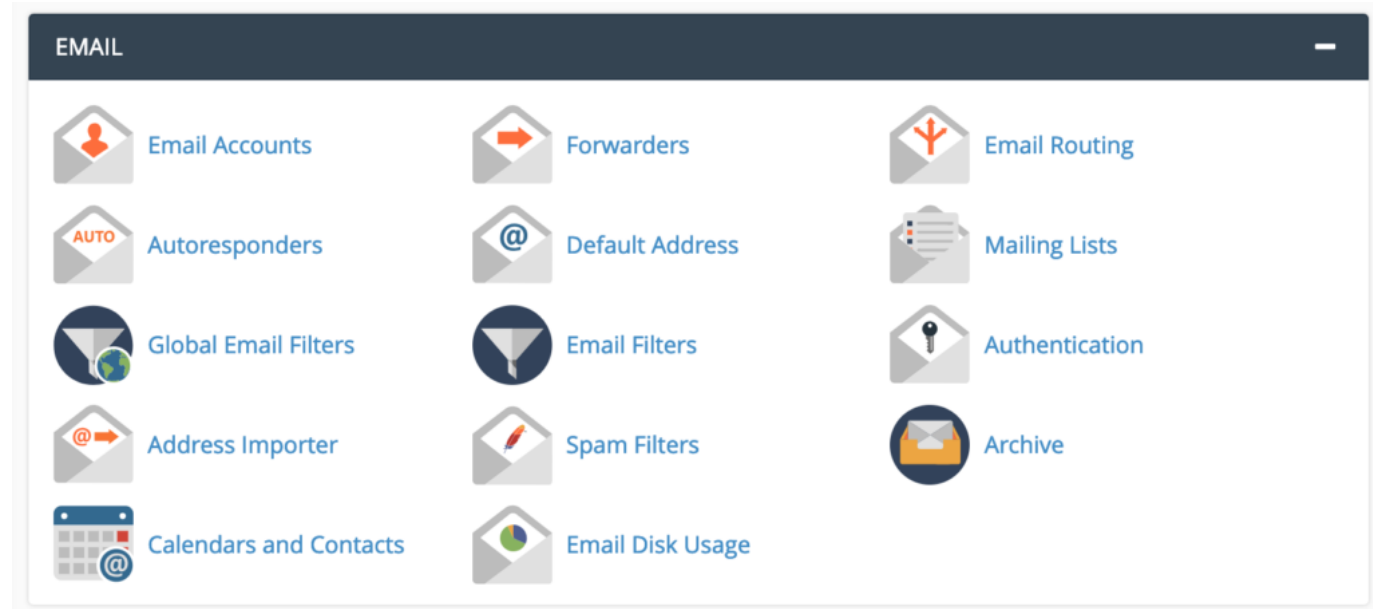 EMAIL
Email Accounts
Forwarders
Email Routing
AUTO
Autoresponders
@
Default Address
Mailing Lists
Global Email Filters
Email Filters
Authentication
@
Address Importer
Spam Filters
Archive
@
Calendars and Contacts
Email Disk Usage